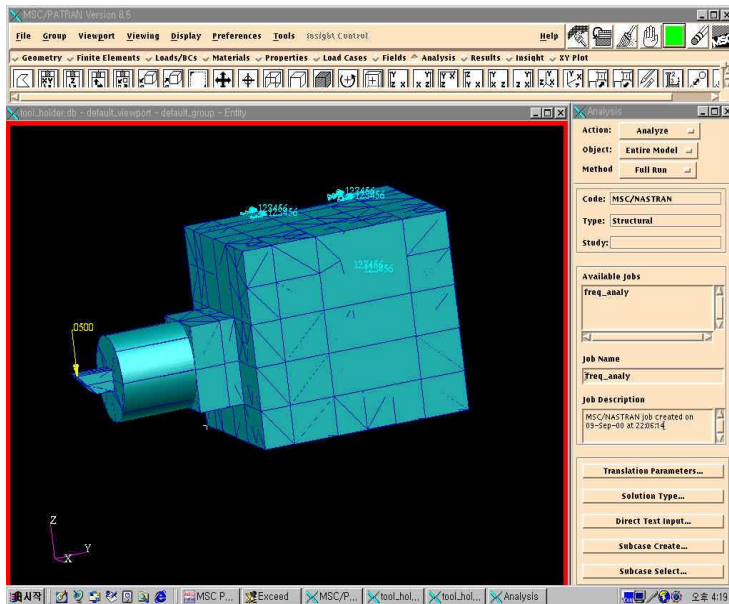 MSC/PATRAN Version 8.5
File Group Viewport Viewing Display Preferences Tools Insight Control Help
Geometry Finite Elements Loads/BCs Materials Properties Load Cases Fields Analysis Results Insight XY Plot
tool_holder.db - default_viewport - default_group - Entity
Analysis
Action: Analyze
Object: Entire Model
Method Full Run
Code: MSC/NASTRAN
Type: Structural
Study:
Available Jobs
freq_analy
Job Name
freq_analy
Job Description
MSC/NASTRAN job created on
09-Sep-00 at 22:06:14
Translation Parameters...
Solution Type...
Direct Text Input...
Subcase Create...
Subcase Select...
123456
123456
123456
123456
123456
123456
.0500
Z
Y
X
시작
MSC P...
Exceed
MSC/P...
tool_hol...
tool_hol...
Analysis
오후 4:19